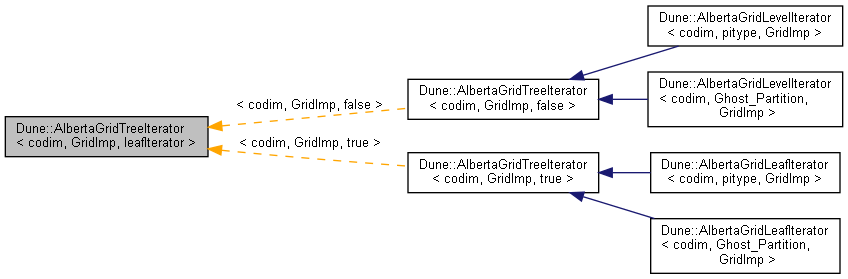 Dune::AlbertaGridTreeIterator
< codim, GridImp, leafIterator >
< codim, GridImp, false >
< codim, GridImp, true >
Dune::AlbertaGridTreeIterator
< codim, GridImp, false >
Dune::AlbertaGridTreeIterator
< codim, GridImp, true >
Dune::AlbertaGridLevelIterator
< codim, pitype, GridImp >
Dune::AlbertaGridLevelIterator
< codim, Ghost_Partition,
GridImp >
Dune::AlbertaGridLeafIterator
< codim, pitype, GridImp >
Dune::AlbertaGridLeafIterator
< codim, Ghost_Partition,
GridImp >